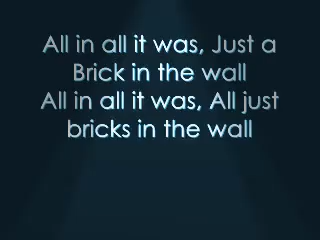 All in all it was, Just a
Brick in the wall
All in all it was, All just
bricks in the wall